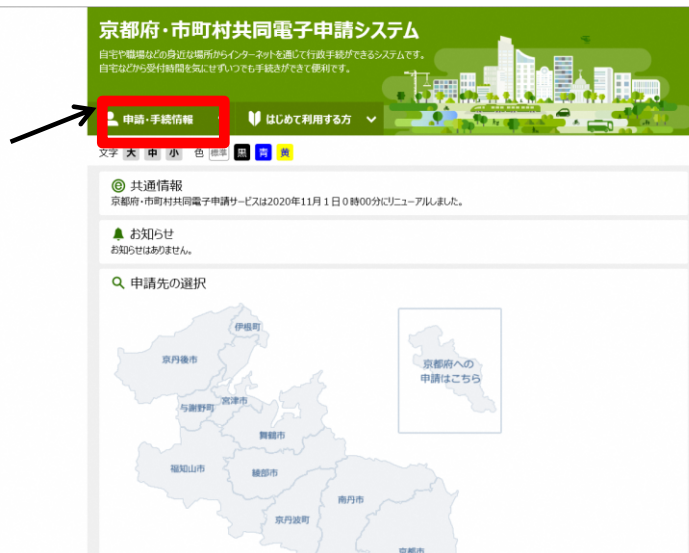 京都府・市町村共同電子申請システム
自宅や職場などの身近な場所からインターネットを通じて行政手続ができるシステムです。
自宅などから受付時間を気にせずいつでも手続きができて便利です。
申請・手続情報
はじめて利用する方
文字 大 中 小 色 標準 黒 青 黄
共通情報
京都府・市町村共同電子申請サービスは2020年11月1日0時00分にリニューアルしました。
お知らせ
お知らせはありません。
申請先の選択
伊根町
京丹後市
京都府への
申請はこちら
宮津市
与謝野町
舞鶴市
福知山市
綾部市
南丹市
京丹波町
京都市